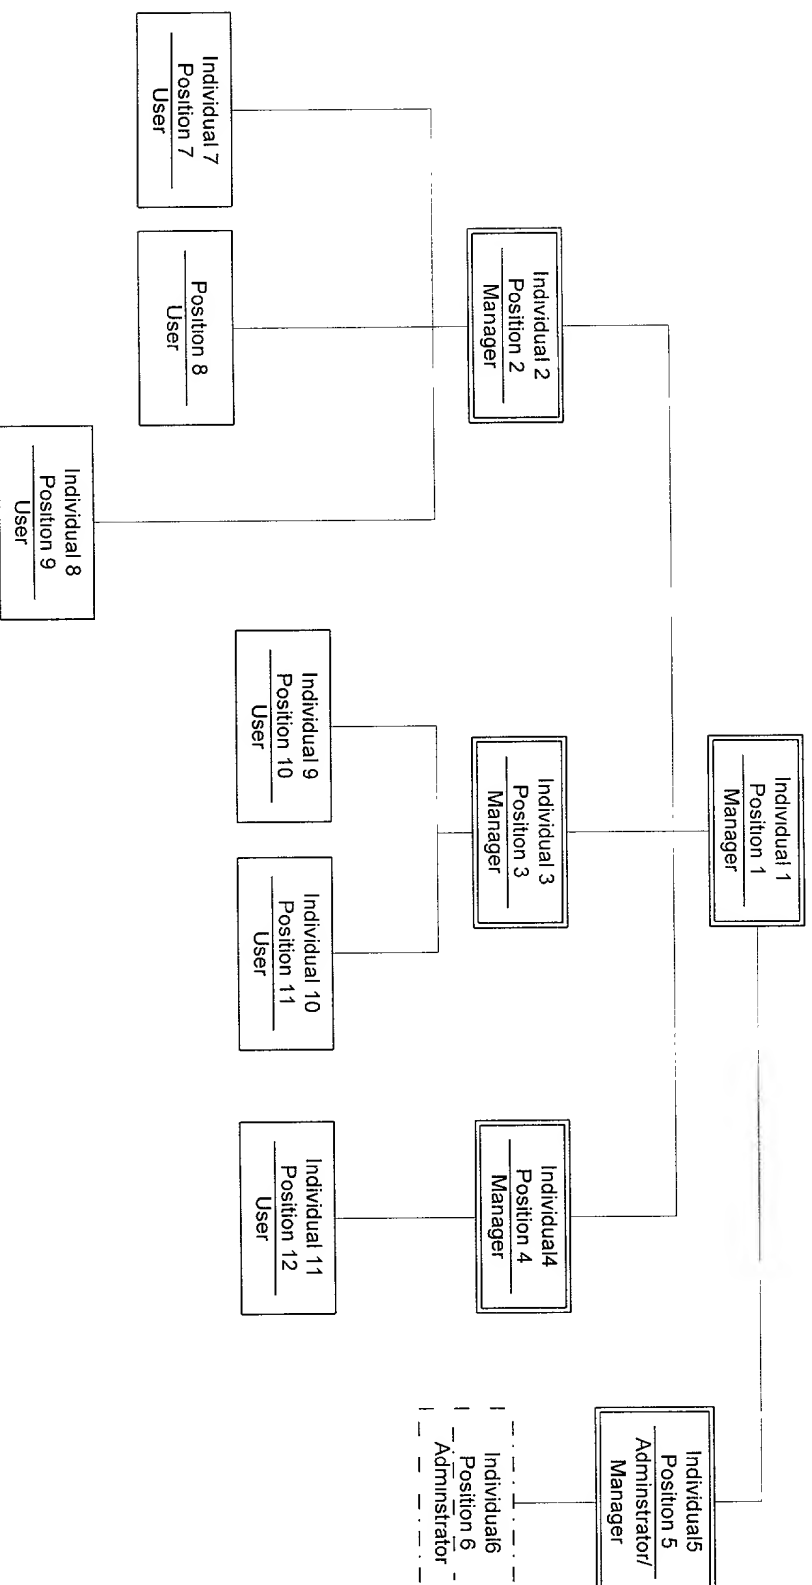 Individual 1
Position 1
Manager
Individual 2
Position 2
Manager
Individual 3
Position 3
Manager
Individual4
Position 4
Manager
Individual5
Position 5
Adminstrator/
Manager
Individual 7
Position 7
User
Position 8
User
Individual 8
Position 9
User
Individual 9
Position 10
User
Individual 10
Position 11
User
Individual 11
Position 12
User
Individual6
Position 6
Adminstrator